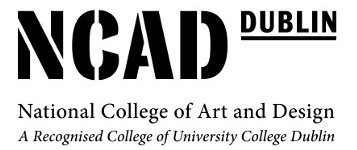 NCAD DUBLIN
National College of Art and Design
A Recognised College of University College Dublin